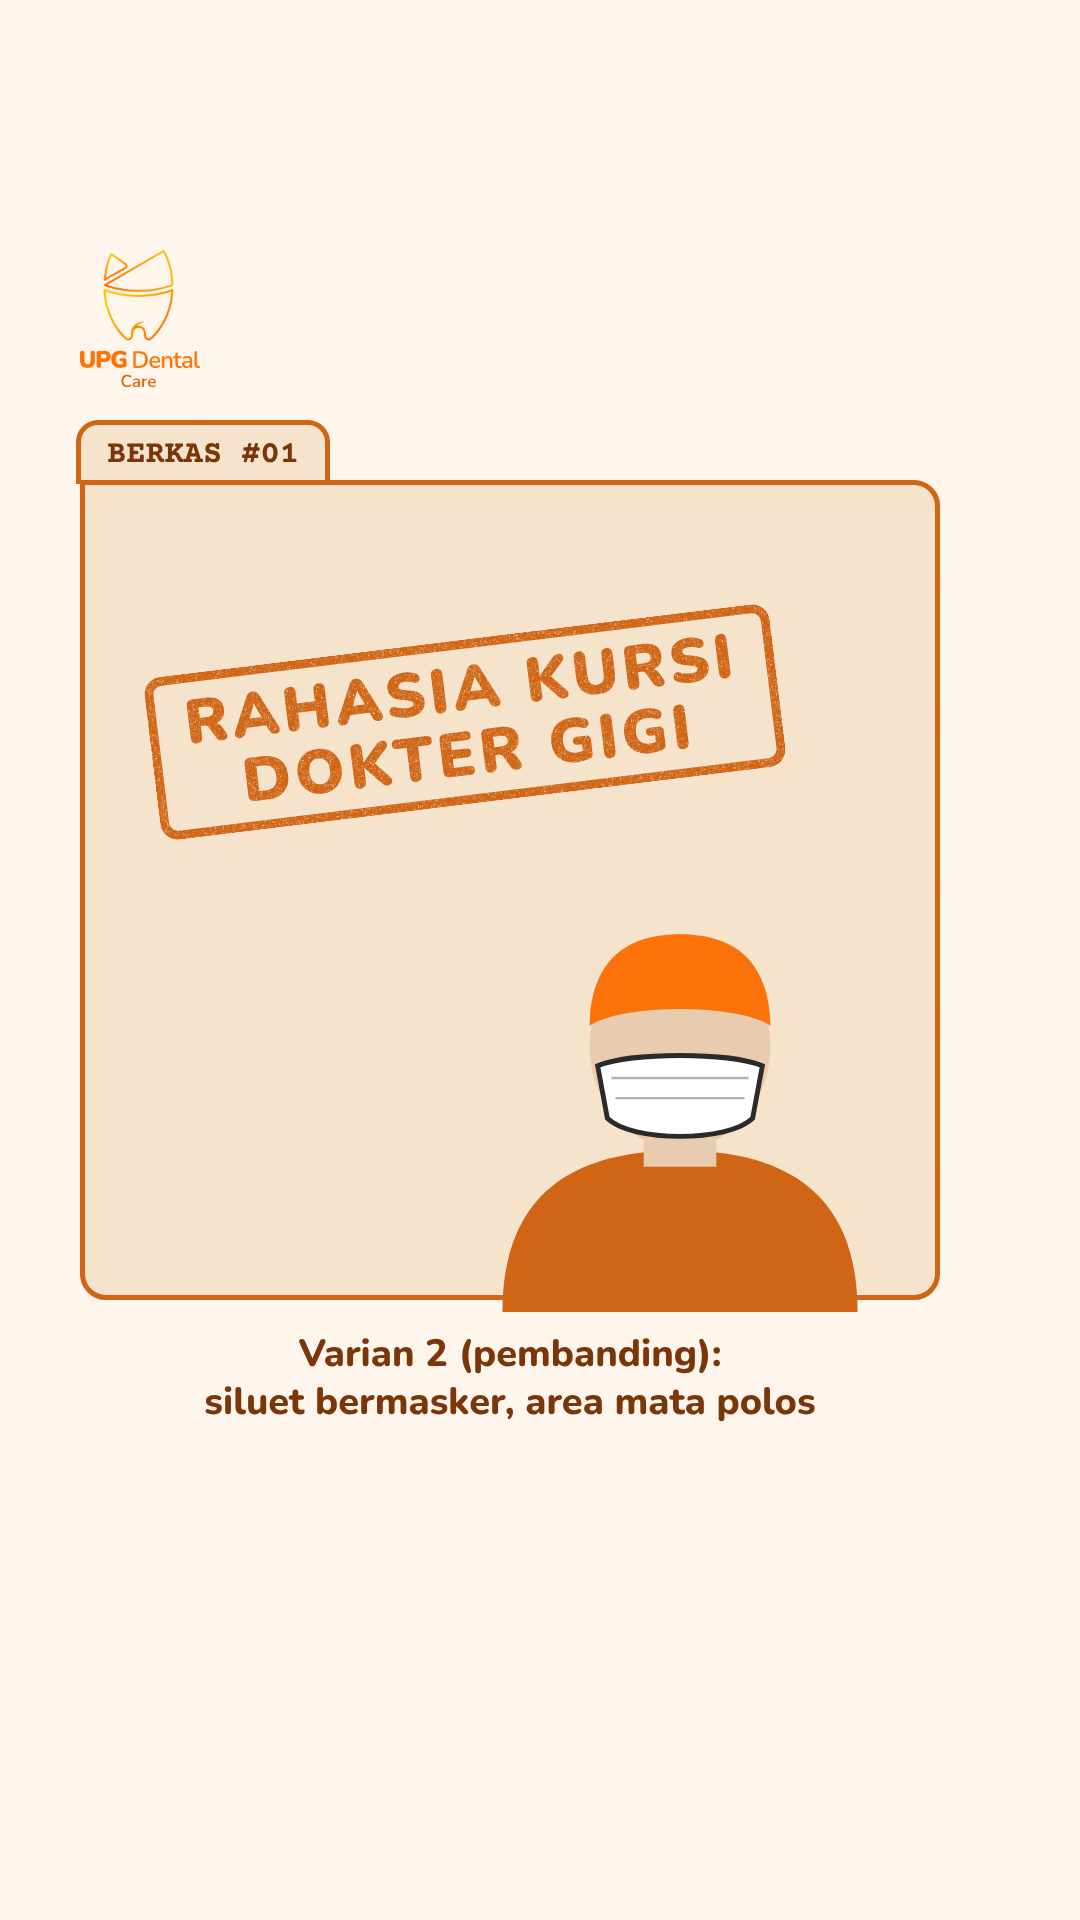 UPG Dental
Care
BERKAS #01
RAHASIA KURSI
DOKTER GIGI
Varian 2 (pembanding):
siluet bermasker, area mata polos